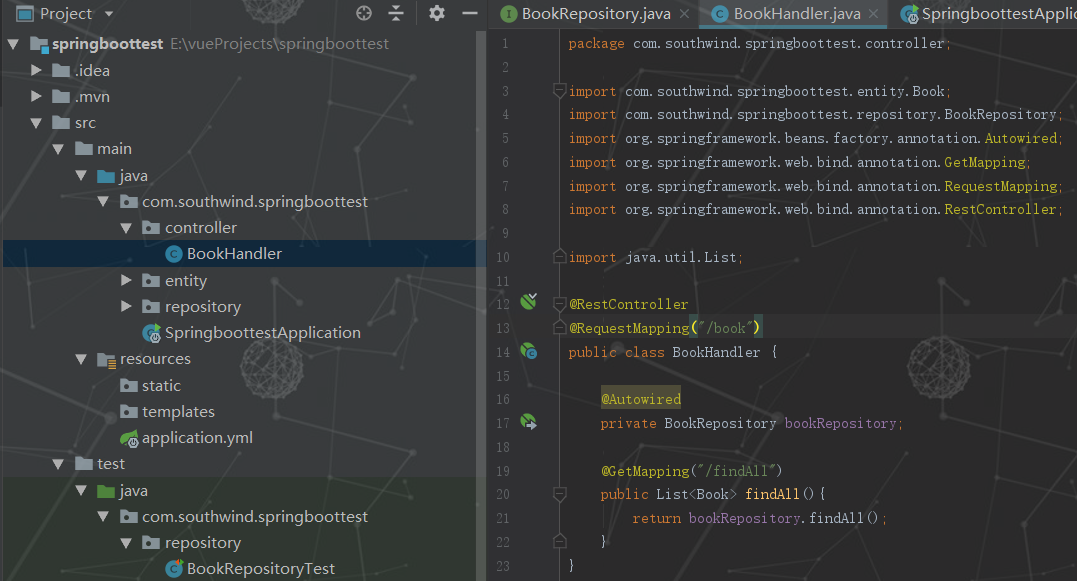 Project
springboottest E:\vueProjects\springboottest
.idea
.mvn
src
main
java
com.southwind.springboottest
controller
BookHandler
entity
repository
SpringboottestApplication
resources
static
templates
application.yml
test
java
com.southwind.springboottest
repository
BookRepositoryTest
BookRepository.java BookHandler.java SpringboottestApplic
1 package com.southwind.springboottest.controller;
2
3 import com.southwind.springboottest.entity.Book;
4 import com.southwind.springboottest.repository.BookRepository;
5 import org.springframework.beans.factory.annotation.Autowired;
6 import org.springframework.web.bind.annotation.GetMapping;
7 import org.springframework.web.bind.annotation.RequestMapping;
8 import org.springframework.web.bind.annotation.RestController;
9
10 import java.util.List;
11
12 @RestController
13 @RequestMapping("/book")
14 public class BookHandler {
15
16 @Autowired
17 private BookRepository bookRepository;
18
19 @GetMapping("/findAll")
20 public List<Book> findAll(){
21 return bookRepository.findAll();
22 }
23 }